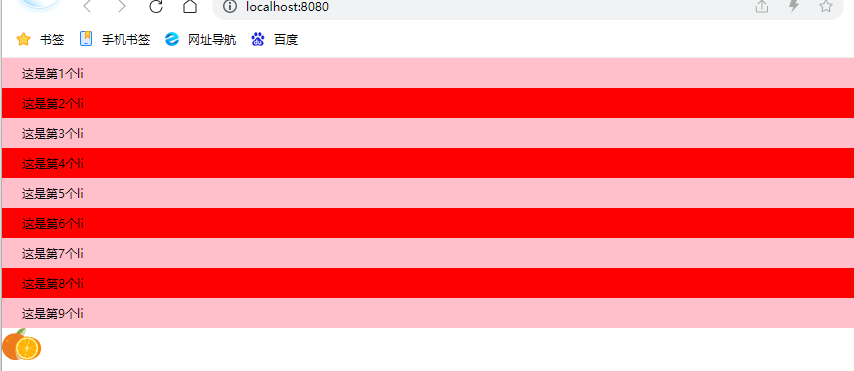 localhost:8080
书签 手机书签 网址导航 百度
这是第1个li
这是第2个li
这是第3个li
这是第4个li
这是第5个li
这是第6个li
这是第7个li
这是第8个li
这是第9个li